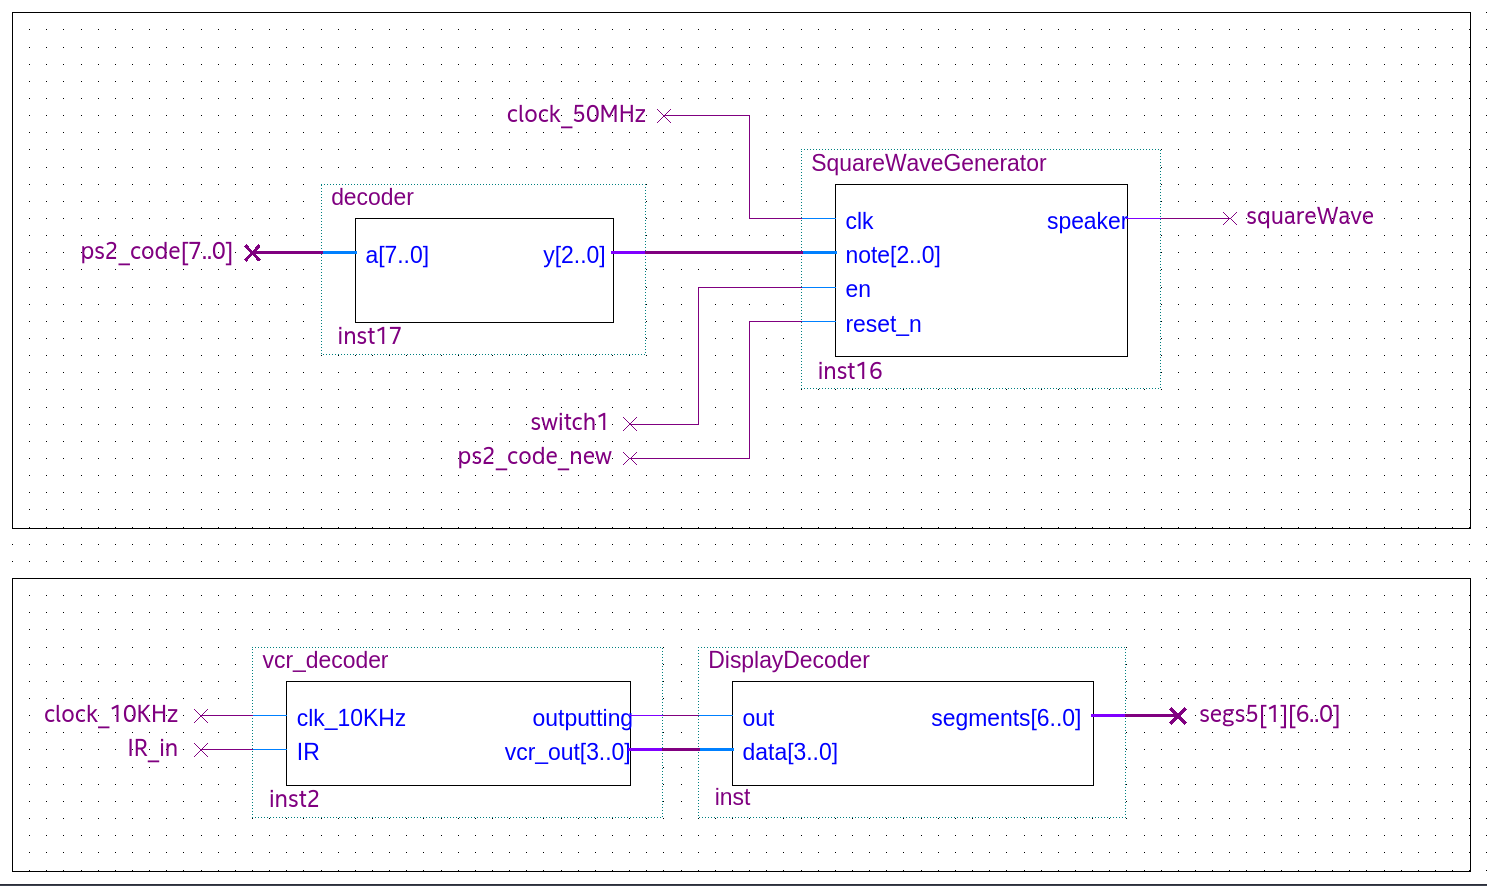 clock_50MHz
SquareWaveGenerator
decoder
clk
speaker
squareWave
ps2_code[7..0]
a[7..0]
y[2..0]
note[2..0]
en
reset_n
inst17
inst16
switch1
ps2_code_new
vcr_decoder
DisplayDecoder
clock_10KHz
clk_10KHz
outputting
out
segments[6..0]
segs5[1][6..0]
IR_in
IR
vcr_out[3..0]
data[3..0]
inst2
inst